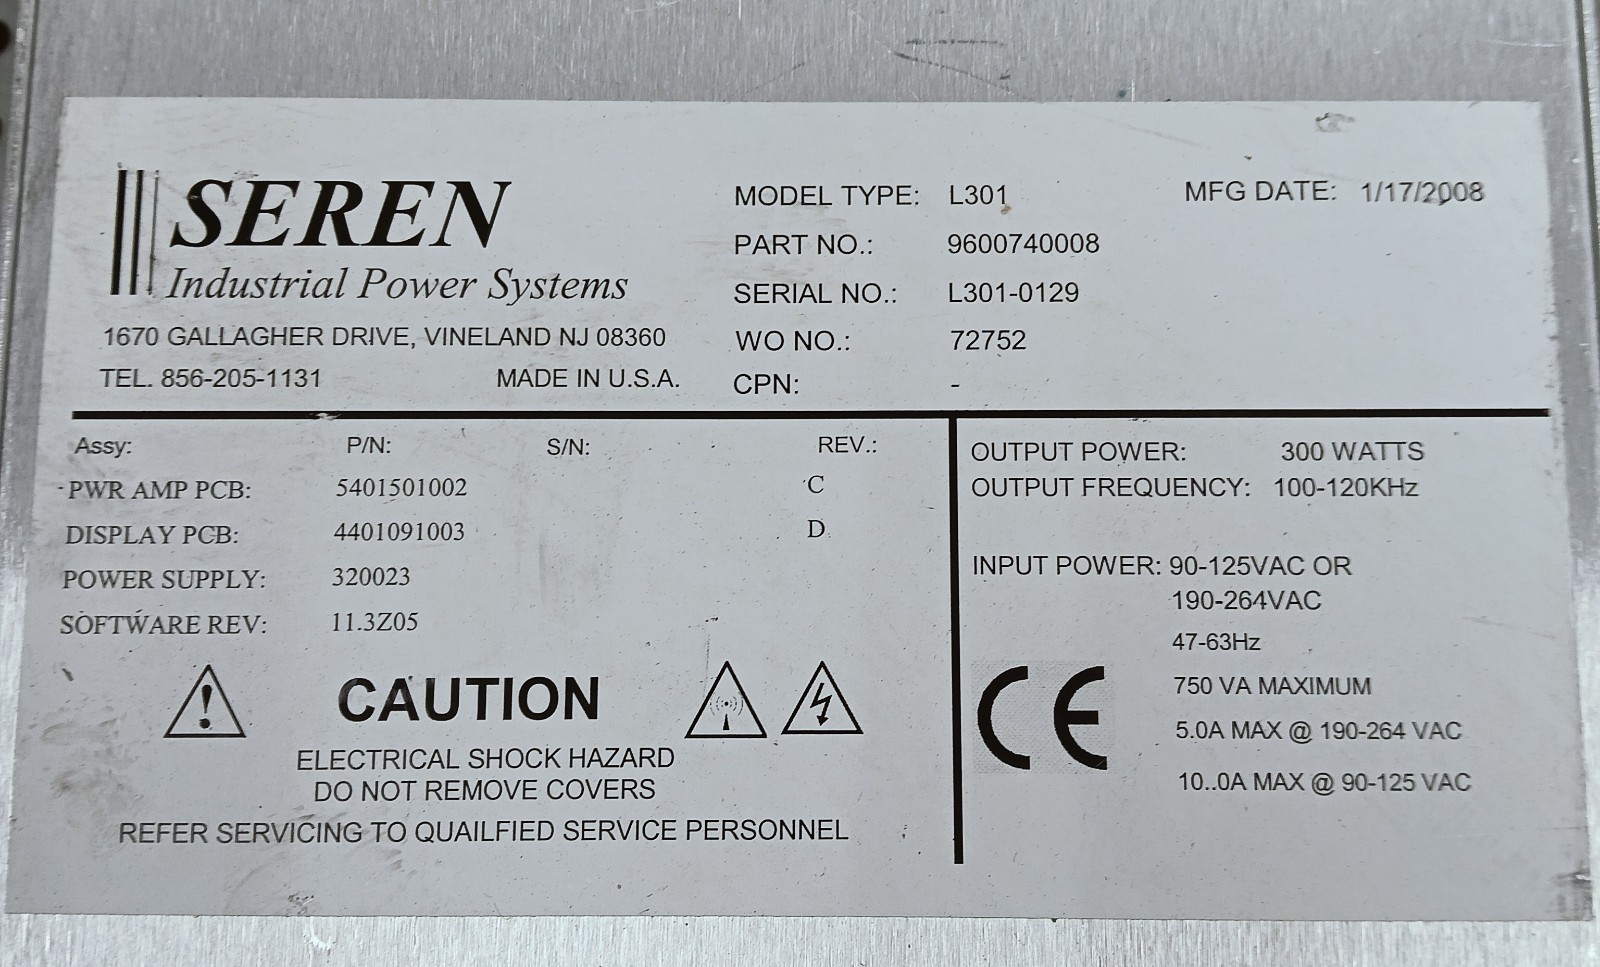 SEREN
Industrial Power Systems
1670 GALLAGHER DRIVE, VINELAND NJ 08360
TEL. 856-205-1131 MADE IN U.S.A.
MODEL TYPE: L301 MFG DATE: 1/17/2008
PART NO.: 9600740008
SERIAL NO.: L301-0129
WO NO.: 72752
CPN: -
Assy: P/N: S/N: REV.:
PWR AMP PCB: 5401501002 C
DISPLAY PCB: 4401091003 D
POWER SUPPLY: 320023
SOFTWARE REV: 11.3Z05
CAUTION
ELECTRICAL SHOCK HAZARD
DO NOT REMOVE COVERS
REFER SERVICING TO QUAILFIED SERVICE PERSONNEL
OUTPUT POWER: 300 WATTS
OUTPUT FREQUENCY: 100-120KHz
INPUT POWER: 90-125VAC OR
190-264VAC
47-63Hz
750 VA MAXIMUM
5.0A MAX @ 190-264 VAC
10..0A MAX @ 90-125 VAC
CE